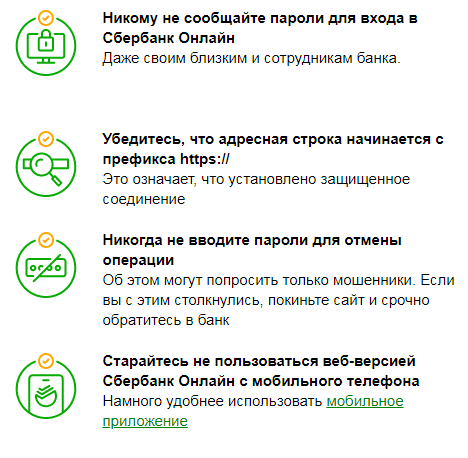 Никому не сообщайте пароли для входа в
Сбербанк Онлайн
Даже своим близким и сотрудникам банка.
Убедитесь, что адресная строка начинается с
префикса https://
Это означает, что установлено защищенное
соединение
Никогда не вводите пароли для отмены
операции
Об этом могут попросить только мошенники. Если
вы с этим столкнулись, покиньте сайт и срочно
обратитесь в банк
Старайтесь не пользоваться веб-версией
Сбербанк Онлайн с мобильного телефона
Намного удобнее использовать мобильное
приложение